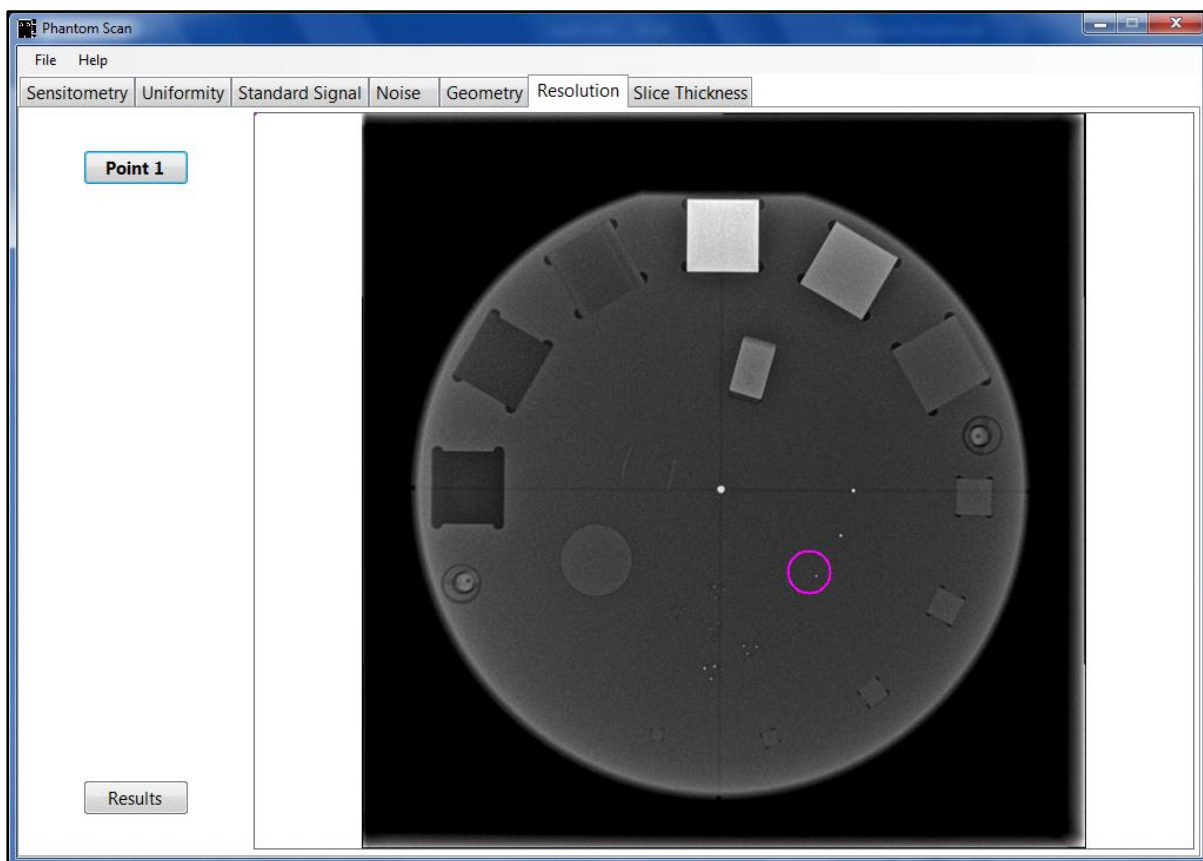 Phantom Scan
File Help
Sensitometry Uniformity Standard Signal Noise Geometry Resolution Slice Thickness
Point 1
Results